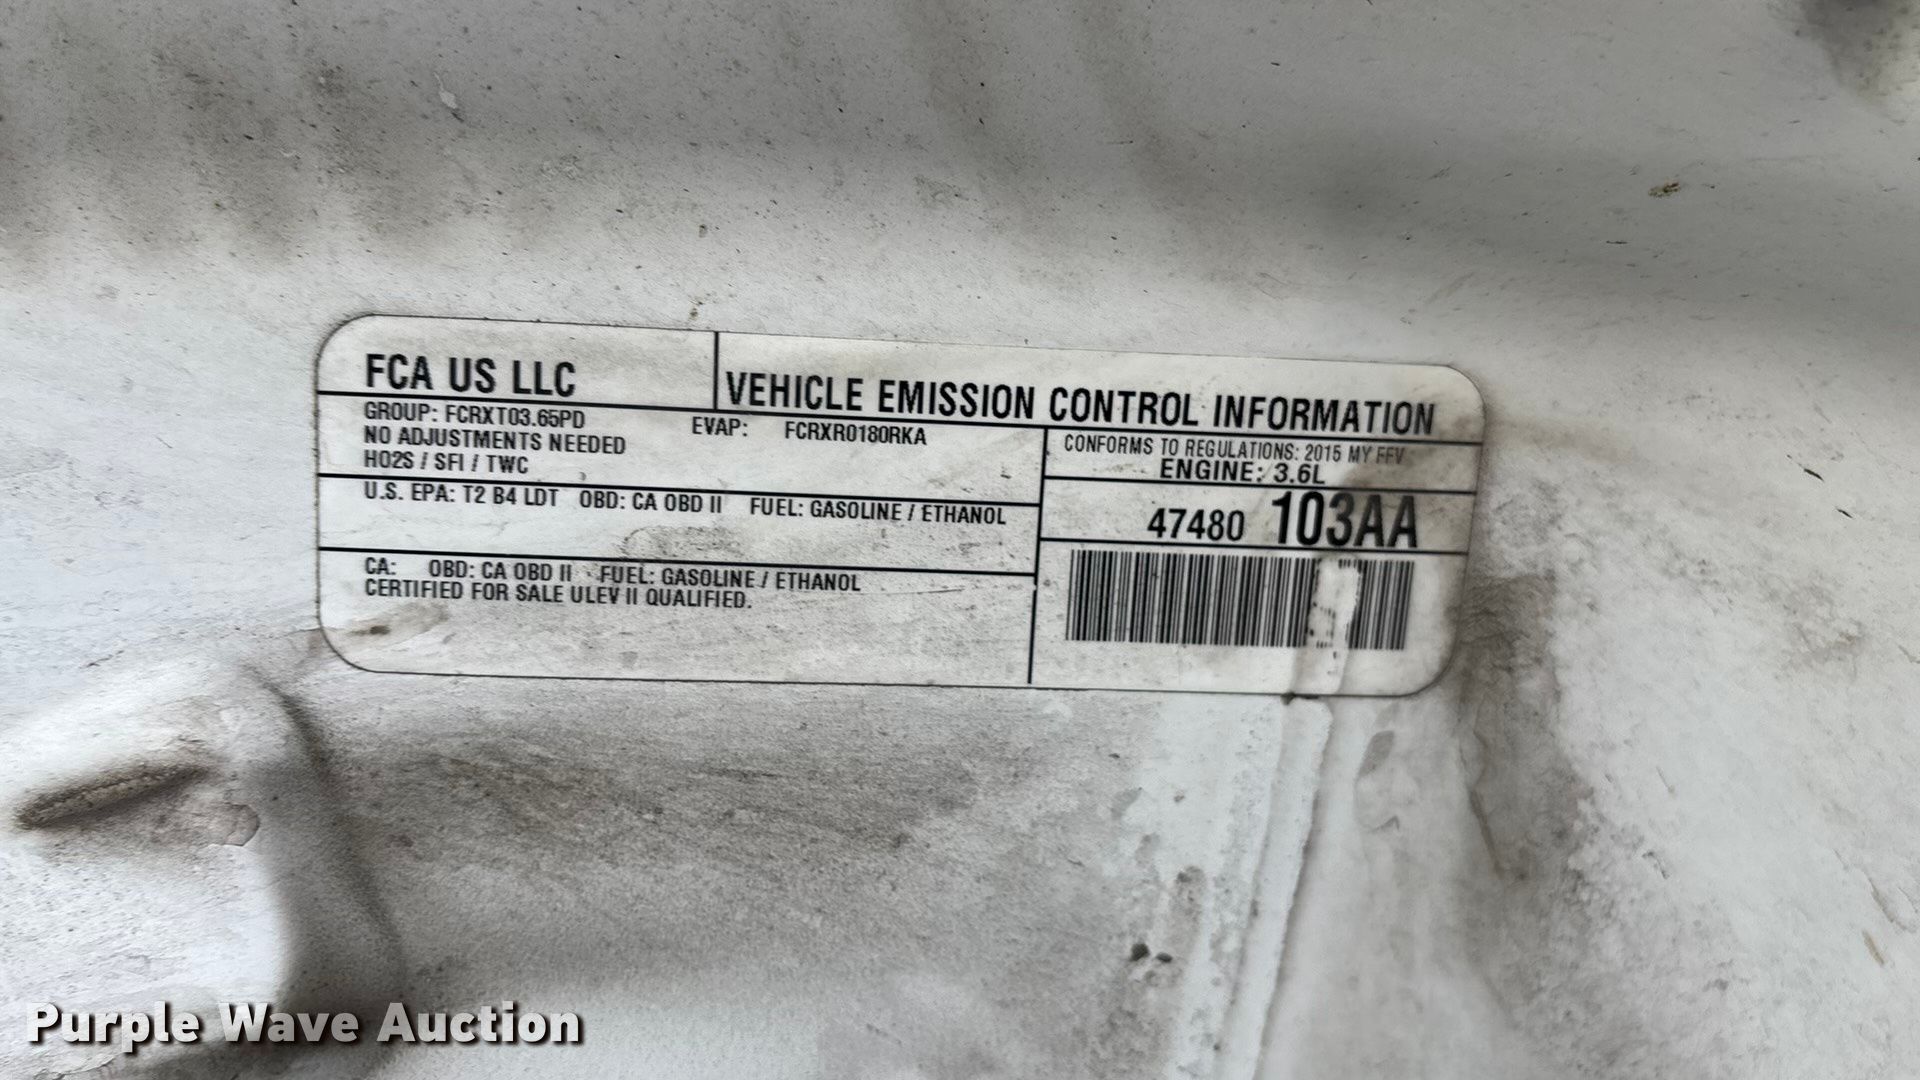 FCA US LLC
VEHICLE EMISSION CONTROL INFORMATION
GROUP: FCRXT03.65PD
EVAP: FCRXR0180RKA
NO ADJUSTMENTS NEEDED
HO2S / SFI / TWC
CONFORMS TO REGULATIONS: 2015 MY FFV
ENGINE: 3.6L
U.S. EPA: T2 B4 LDT OBD: CA OBD II FUEL: GASOLINE / ETHANOL
47480 103AA
CA: OBD: CA OBD II FUEL: GASOLINE / ETHANOL
CERTIFIED FOR SALE ULEV II QUALIFIED.
Purple Wave Auction